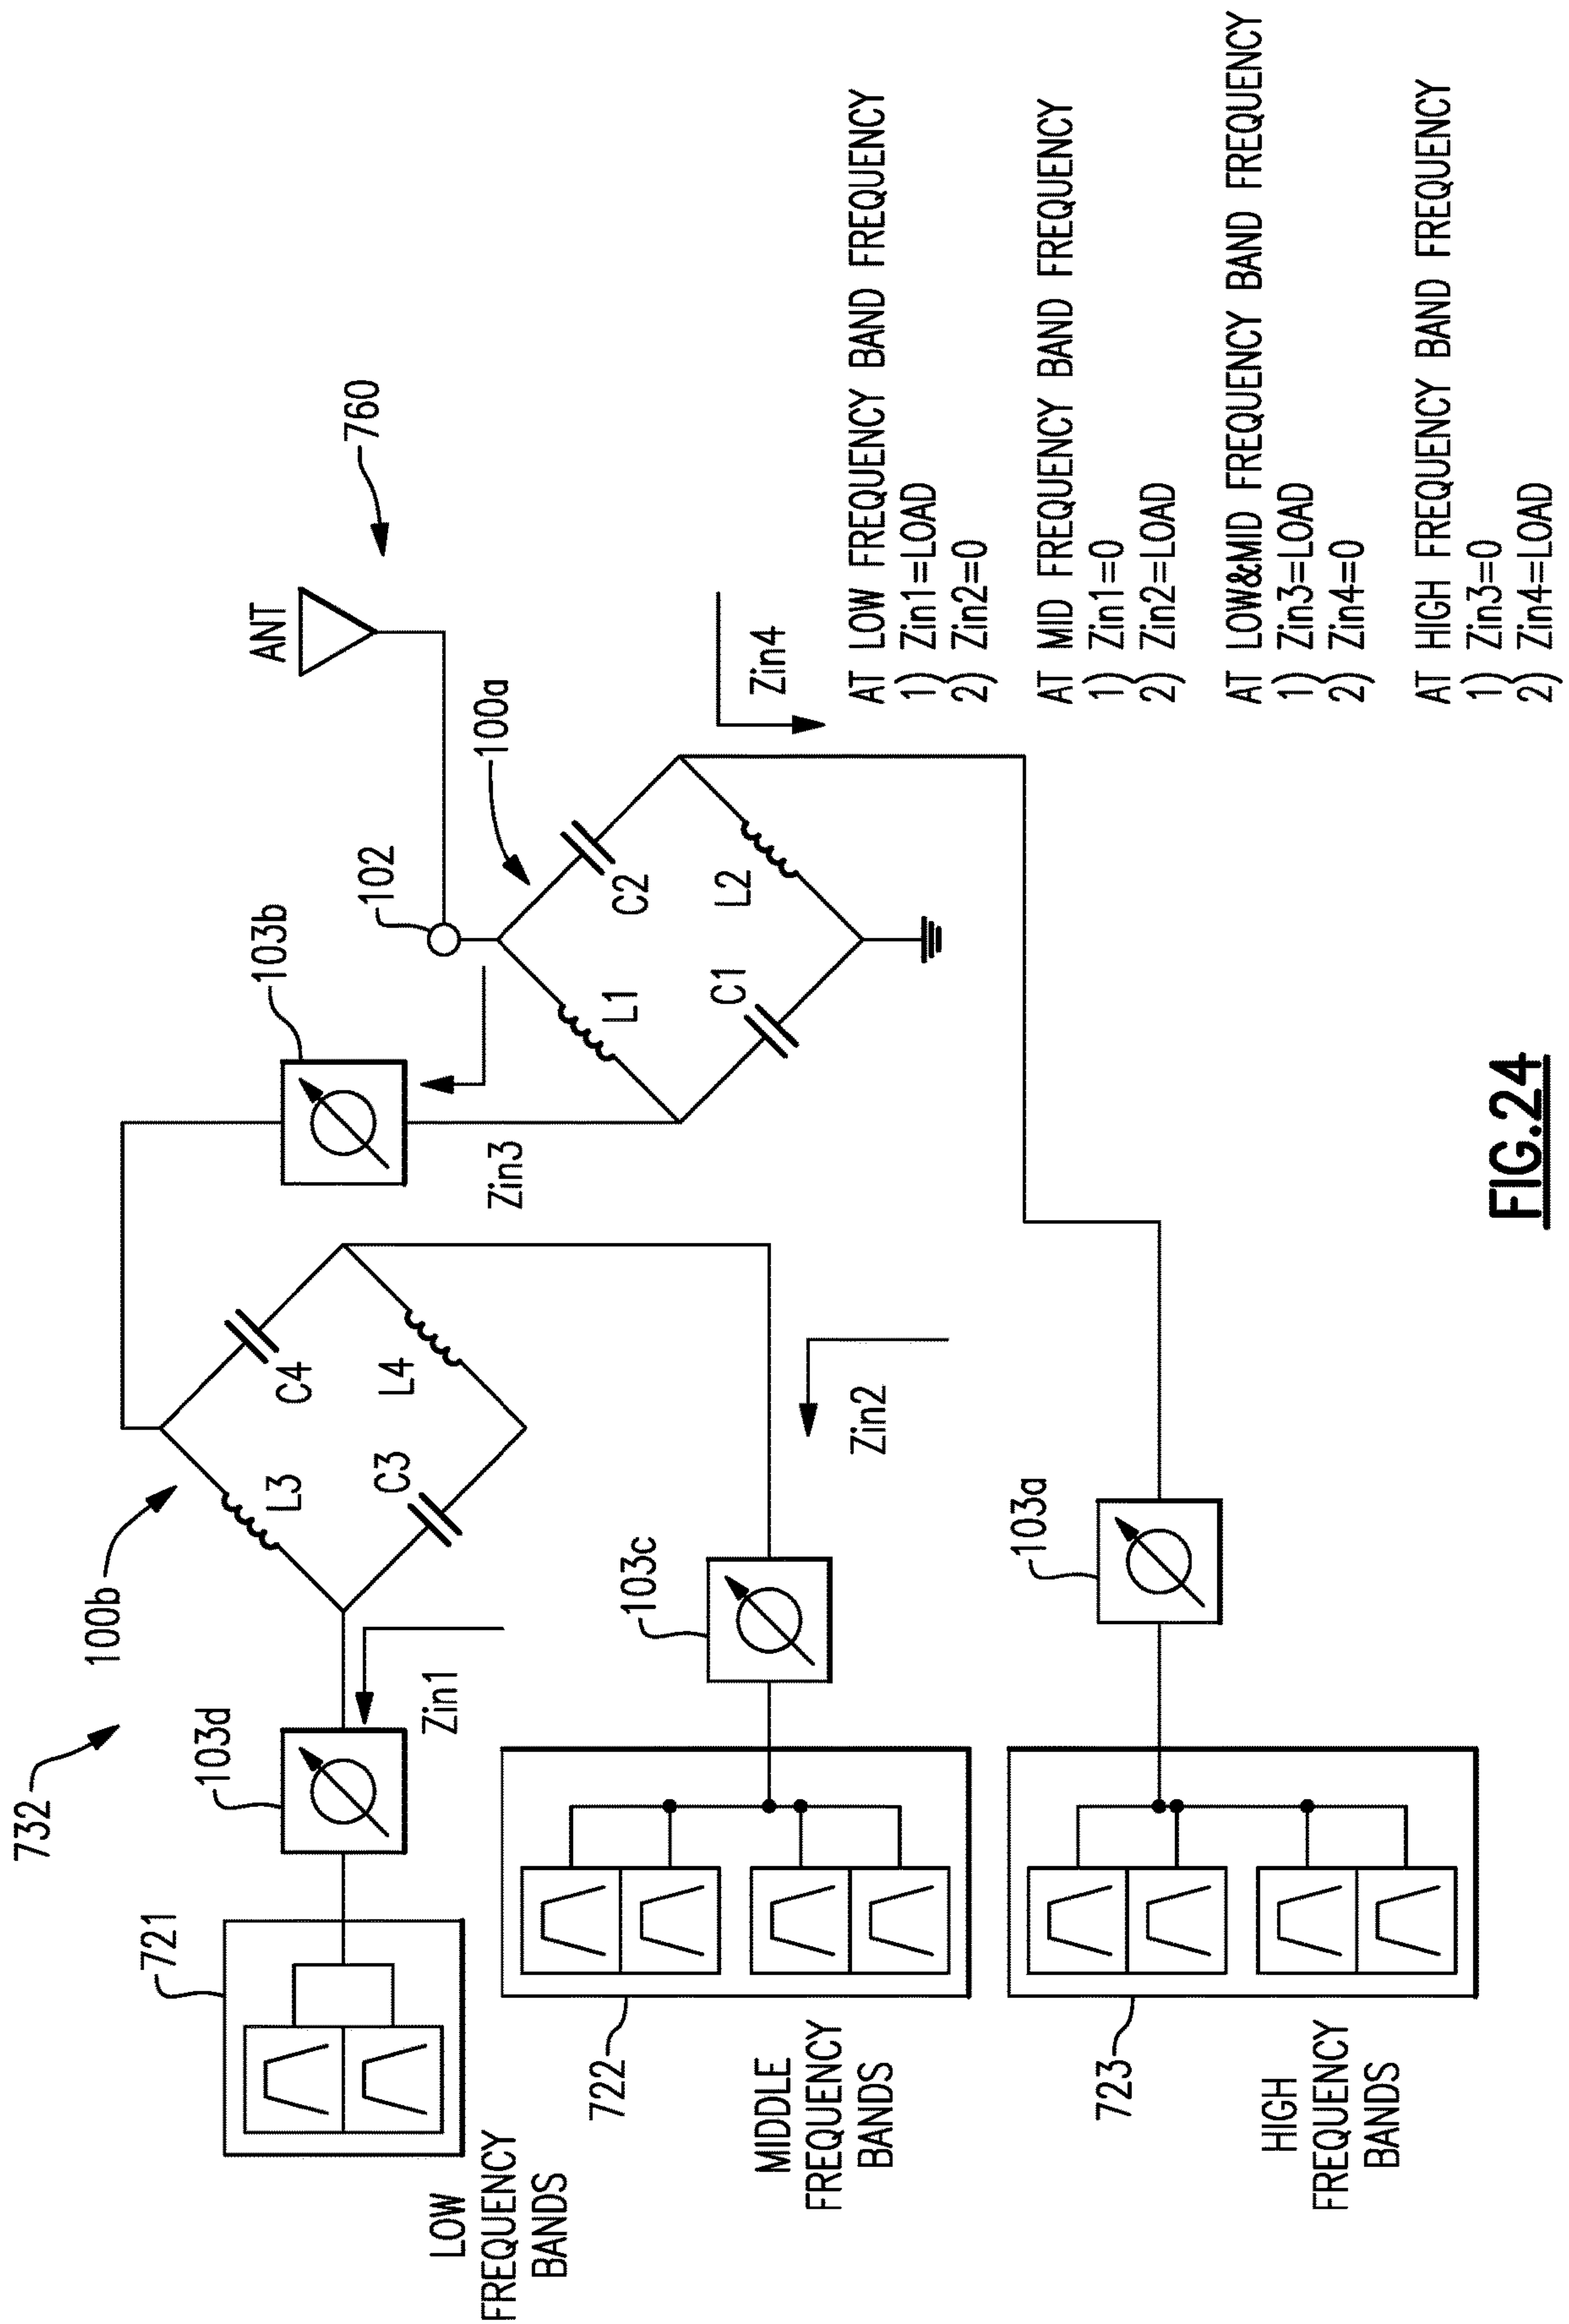 732
100b
103b
102
ANT
760
721
103d
Zin1
L3
C4
C3
L4
Zin3
100a
L1
C2
C1
L2
Zin4
LOW
FREQUENCY
BANDS
722
103c
Zin2
MIDDLE
FREQUENCY
BANDS
723
103a
HIGH
FREQUENCY
BANDS
AT LOW FREQUENCY BAND FREQUENCY
1) Zin1=LOAD
2) Zin2=0
AT MID FREQUENCY BAND FREQUENCY
1) Zin1=0
2) Zin2=LOAD
AT LOW&MID FREQUENCY BAND FREQUENCY
1) Zin3=LOAD
2) Zin4=0
AT HIGH FREQUENCY BAND FREQUENCY
1) Zin3=0
2) Zin4=LOAD
FIG.24